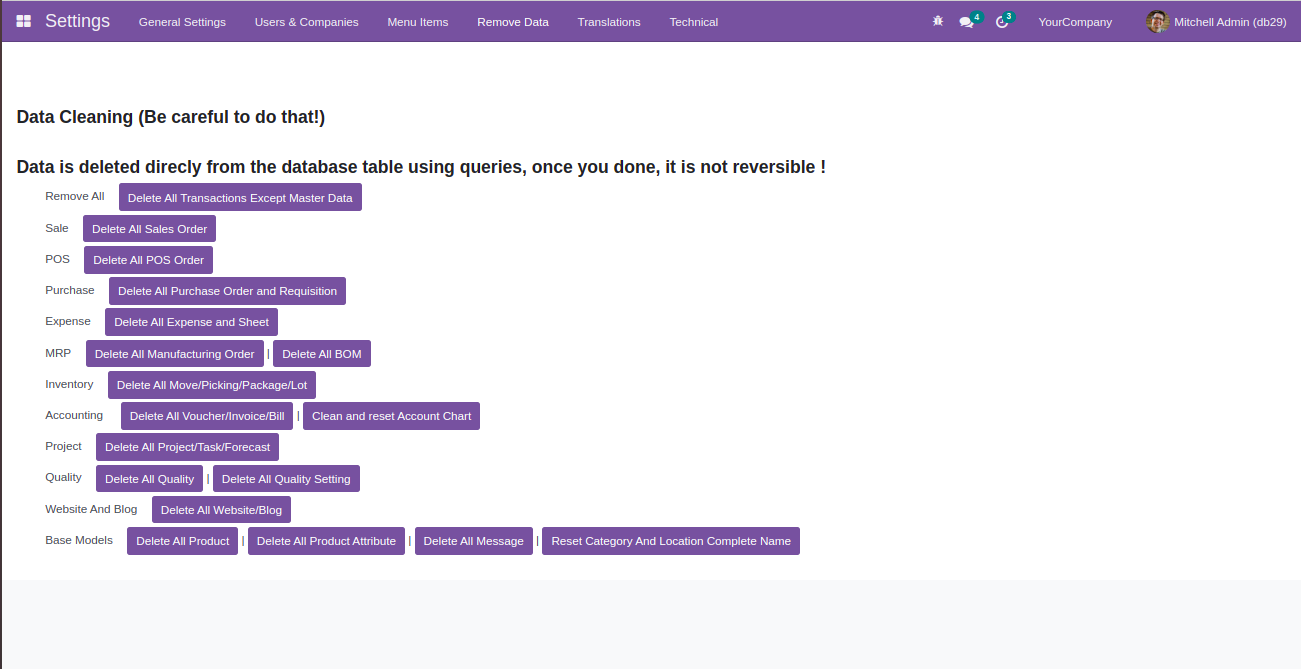 Settings General Settings Users & Companies Menu Items Remove Data Translations Technical 4 3 YourCompany Mitchell Admin (db29)
Data Cleaning (Be careful to do that!)
Data is deleted direcly from the database table using queries, once you done, it is not reversible !
Remove All Delete All Transactions Except Master Data
Sale Delete All Sales Order
POS Delete All POS Order
Purchase Delete All Purchase Order and Requisition
Expense Delete All Expense and Sheet
MRP Delete All Manufacturing Order | Delete All BOM
Inventory Delete All Move/Picking/Package/Lot
Accounting Delete All Voucher/Invoice/Bill | Clean and reset Account Chart
Project Delete All Project/Task/Forecast
Quality Delete All Quality | Delete All Quality Setting
Website And Blog Delete All Website/Blog
Base Models Delete All Product | Delete All Product Attribute | Delete All Message | Reset Category And Location Complete Name